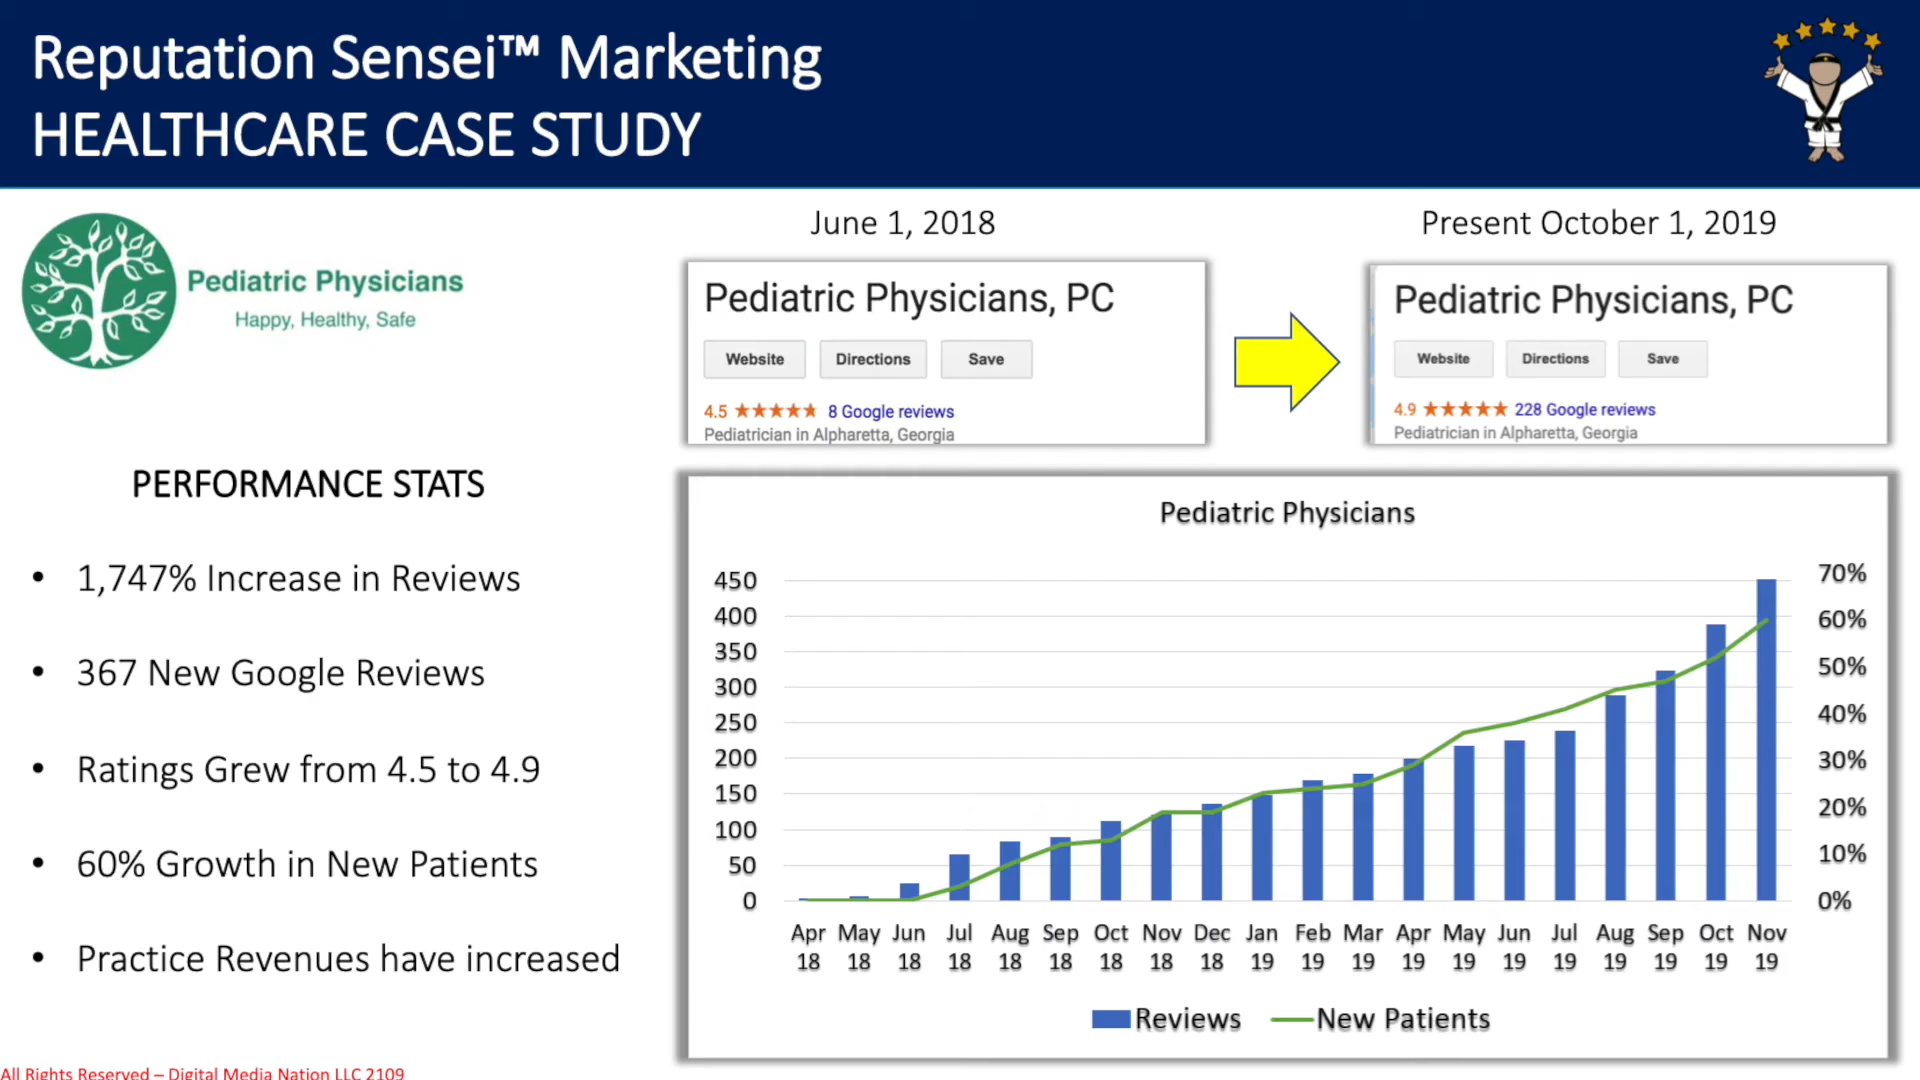 Reputation Sensei™ Marketing
HEALTHCARE CASE STUDY
Pediatric Physicians
Happy, Healthy, Safe
June 1, 2018
Pediatric Physicians, PC
Website Directions Save
4.5 ★★★★★ 8 Google reviews
Pediatrician in Alpharetta, Georgia
Present October 1, 2019
Pediatric Physicians, PC
Website Directions Save
4.9 ★★★★★ 228 Google reviews
Pediatrician in Alpharetta, Georgia
PERFORMANCE STATS
• 1,747% Increase in Reviews
• 367 New Google Reviews
• Ratings Grew from 4.5 to 4.9
• 60% Growth in New Patients
• Practice Revenues have increased
Pediatric Physicians
450
400
350
300
250
200
150
100
50
0
70%
60%
50%
40%
30%
20%
10%
0%
Apr May Jun Jul Aug Sep Oct Nov Dec Jan Feb Mar Apr May Jun Jul Aug Sep Oct Nov
18 18 18 18 18 18 18 18 18 19 19 19 19 19 19 19 19 19 19 19
Reviews New Patients
All Rights Reserved – Digital Media Nation LLC 2109